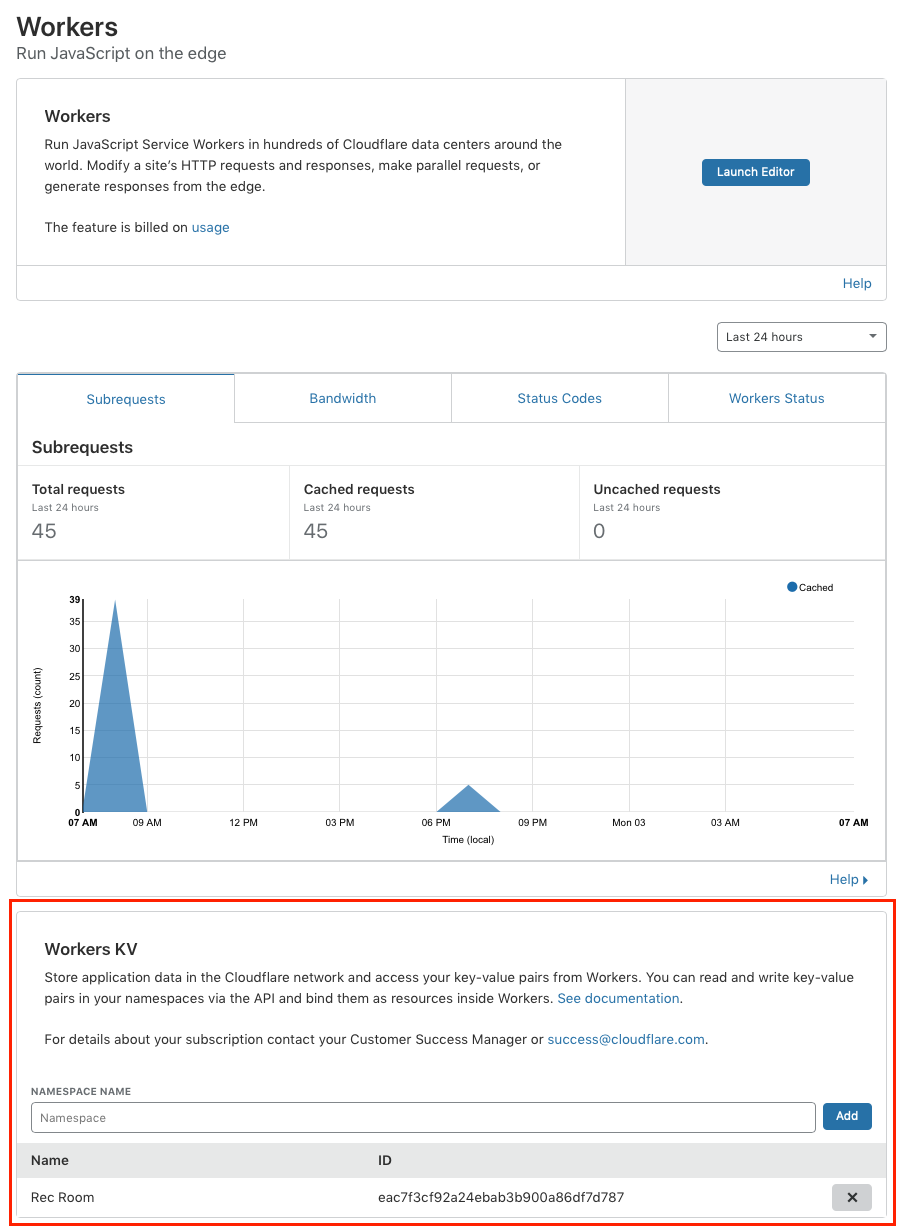 Workers
Run JavaScript on the edge
Workers
Run JavaScript Service Workers in hundreds of Cloudflare data centers around the
world. Modify a site's HTTP requests and responses, make parallel requests, or
generate responses from the edge.
The feature is billed on usage
Launch Editor
Help
Last 24 hours
Subrequests
Bandwidth
Status Codes
Workers Status
Subrequests
Total requests
Last 24 hours
45
Cached requests
Last 24 hours
45
Uncached requests
Last 24 hours
0
Cached
Requests (count)
39
35
30
25
20
15
10
5
0
07 AM
09 AM
12 PM
03 PM
06 PM
09 PM
Mon 03
03 AM
07 AM
Time (local)
Help
Workers KV
Store application data in the Cloudflare network and access your key-value pairs from Workers. You can read and write key-value
pairs in your namespaces via the API and bind them as resources inside Workers. See documentation.
For details about your subscription contact your Customer Success Manager or success@cloudflare.com.
NAMESPACE NAME
Namespace
Add
Name ID
Rec Room eac7f3cf92a24ebab3b900a86df7d787